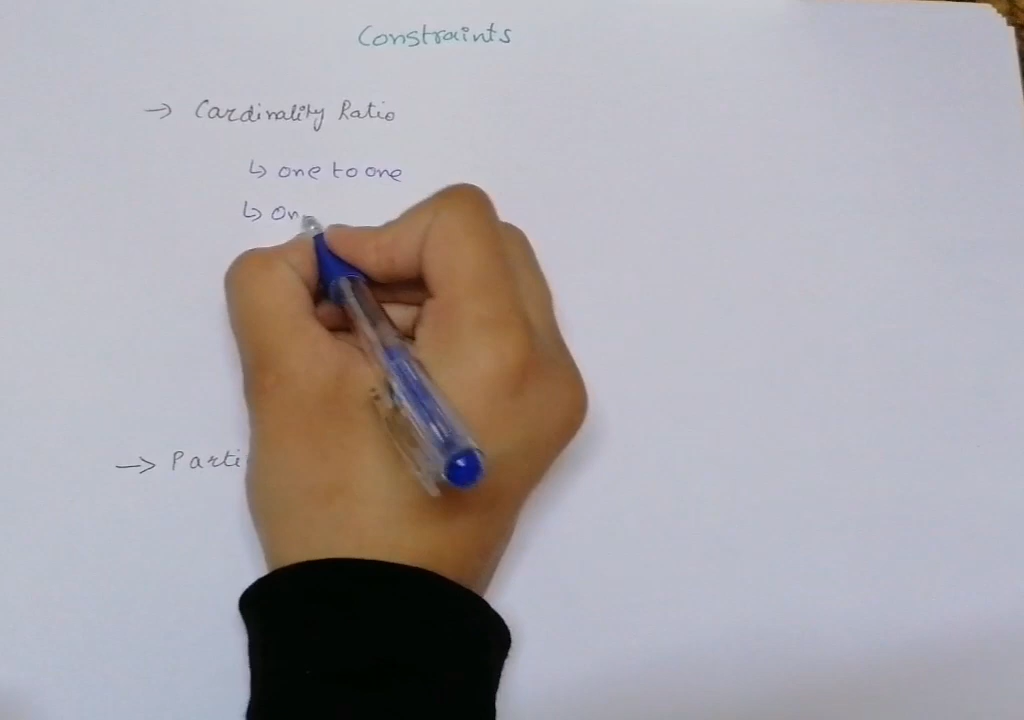 Constraints
→ Cardinality Ratio
↳ one to one
↳ on
→ Parti